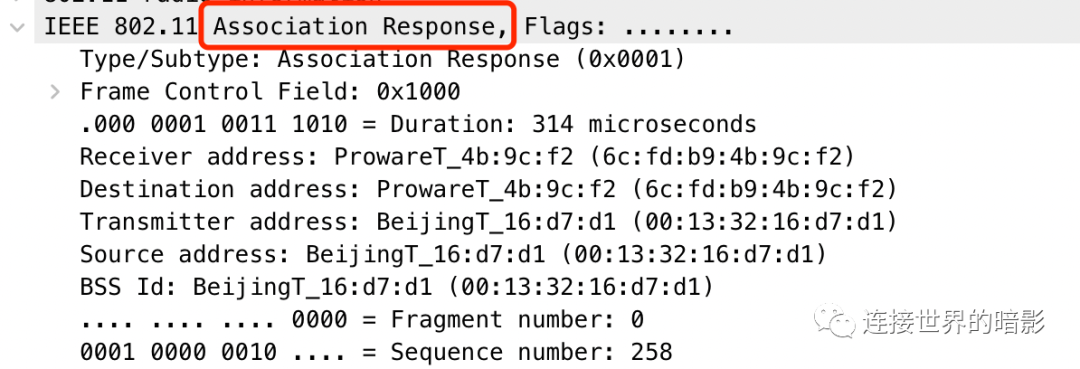 IEEE 802.11 Association Response, Flags: ........
Type/Subtype: Association Response (0x0001)
Frame Control Field: 0x1000
.000 0001 0011 1010 = Duration: 314 microseconds
Receiver address: ProwareT_4b:9c:f2 (6c:fd:b9:4b:9c:f2)
Destination address: ProwareT_4b:9c:f2 (6c:fd:b9:4b:9c:f2)
Transmitter address: BeijingT_16:d7:d1 (00:13:32:16:d7:d1)
Source address: BeijingT_16:d7:d1 (00:13:32:16:d7:d1)
BSS Id: BeijingT_16:d7:d1 (00:13:32:16:d7:d1)
.... .... .... 0000 = Fragment number: 0
0001 0000 0010 .... = Sequence number: 258
连接世界的暗影